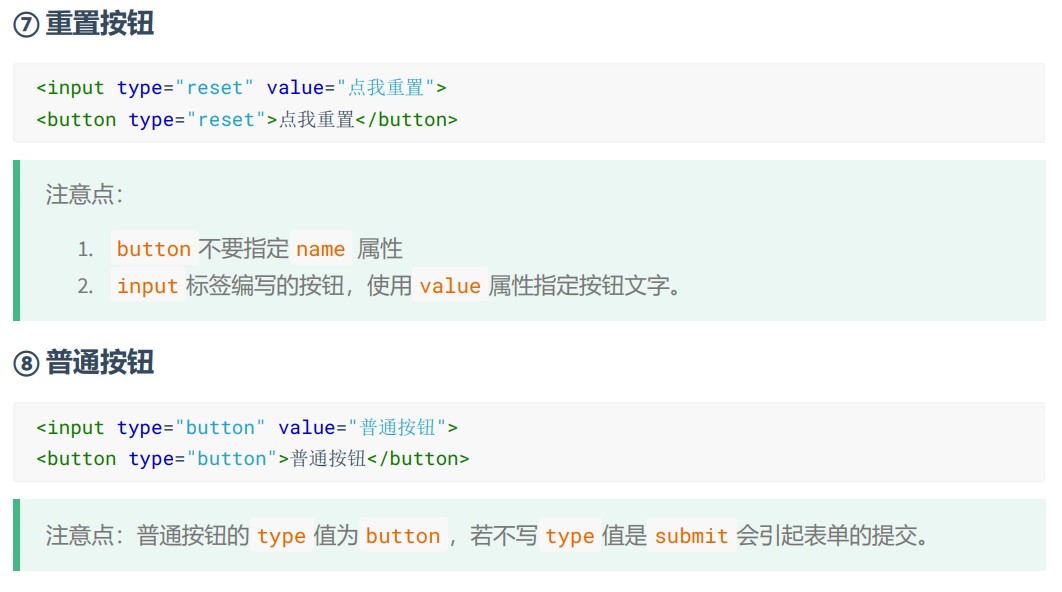 ⑦ 重置按钮
<input type="reset" value="点我重置">
<button type="reset">点我重置</button>
注意点：
1. button 不要指定 name 属性
2. input 标签编写的按钮，使用 value 属性指定按钮文字。
⑧ 普通按钮
<input type="button" value="普通按钮">
<button type="button">普通按钮</button>
注意点：普通按钮的 type 值为 button ，若不写 type 值是 submit 会引起表单的提交。